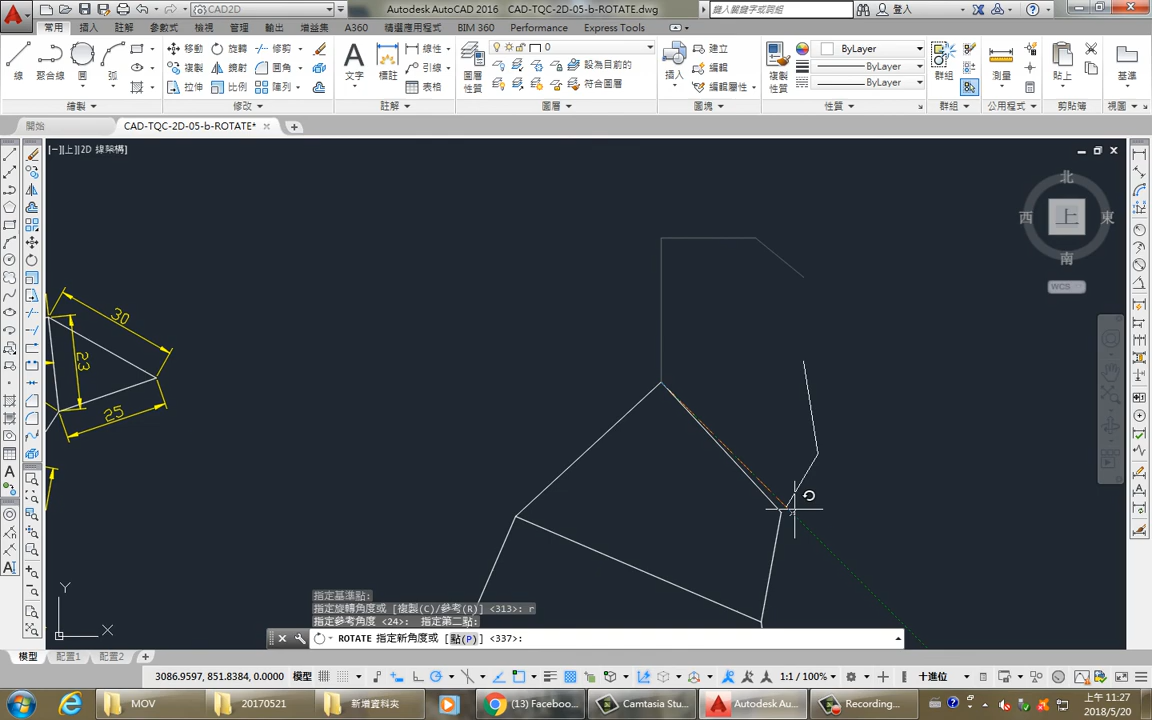 CAD2D
Autodesk AutoCAD 2016 CAD-TQC-2D-05-b-ROTATE.dwg
鍵入關鍵字或片語
登入
常用 插入 註解 參數式 檢視 管理 輸出 增益集 A360 精選應用程式 BIM 360 Express Tools Performance
線 聚合線 圓 弧
移動 旋轉 修剪
複製 鏡射 圓角
拉伸 比例 陣列
文字 標註
線性
引線
表格
圖層性質
0
設為目前的
符合圖層
插入
建立
編輯
編輯屬性
複製性質
ByLayer
ByLayer
ByLayer
群組 測量 貼上 基準
繪製 修改 註解 圖層 圖塊 性質 群組 公用程式 剪貼簿 視圖
開始 CAD-TQC-2D-05-b-ROTATE*
[−][上][2D 線架構]
北
西 上 東
南
WCS
30
23
25
Y
X
指定基準點:
指定旋轉角度或 [複製(C)/參考(R)] <313>: r
指定參考角度 <24>: 指定第二點:
ROTATE 指定新角度或 [點(P)] <337>:
模型 配置1 配置2
3086.9597, 851.8384, 0.0000 模型 1:1 / 100% 十進位
MOV 20170521 新增資料夾 (13) Faceboo... Camtasia Stu... Autodesk Au... Recording...
上午 11:27
2018/5/20